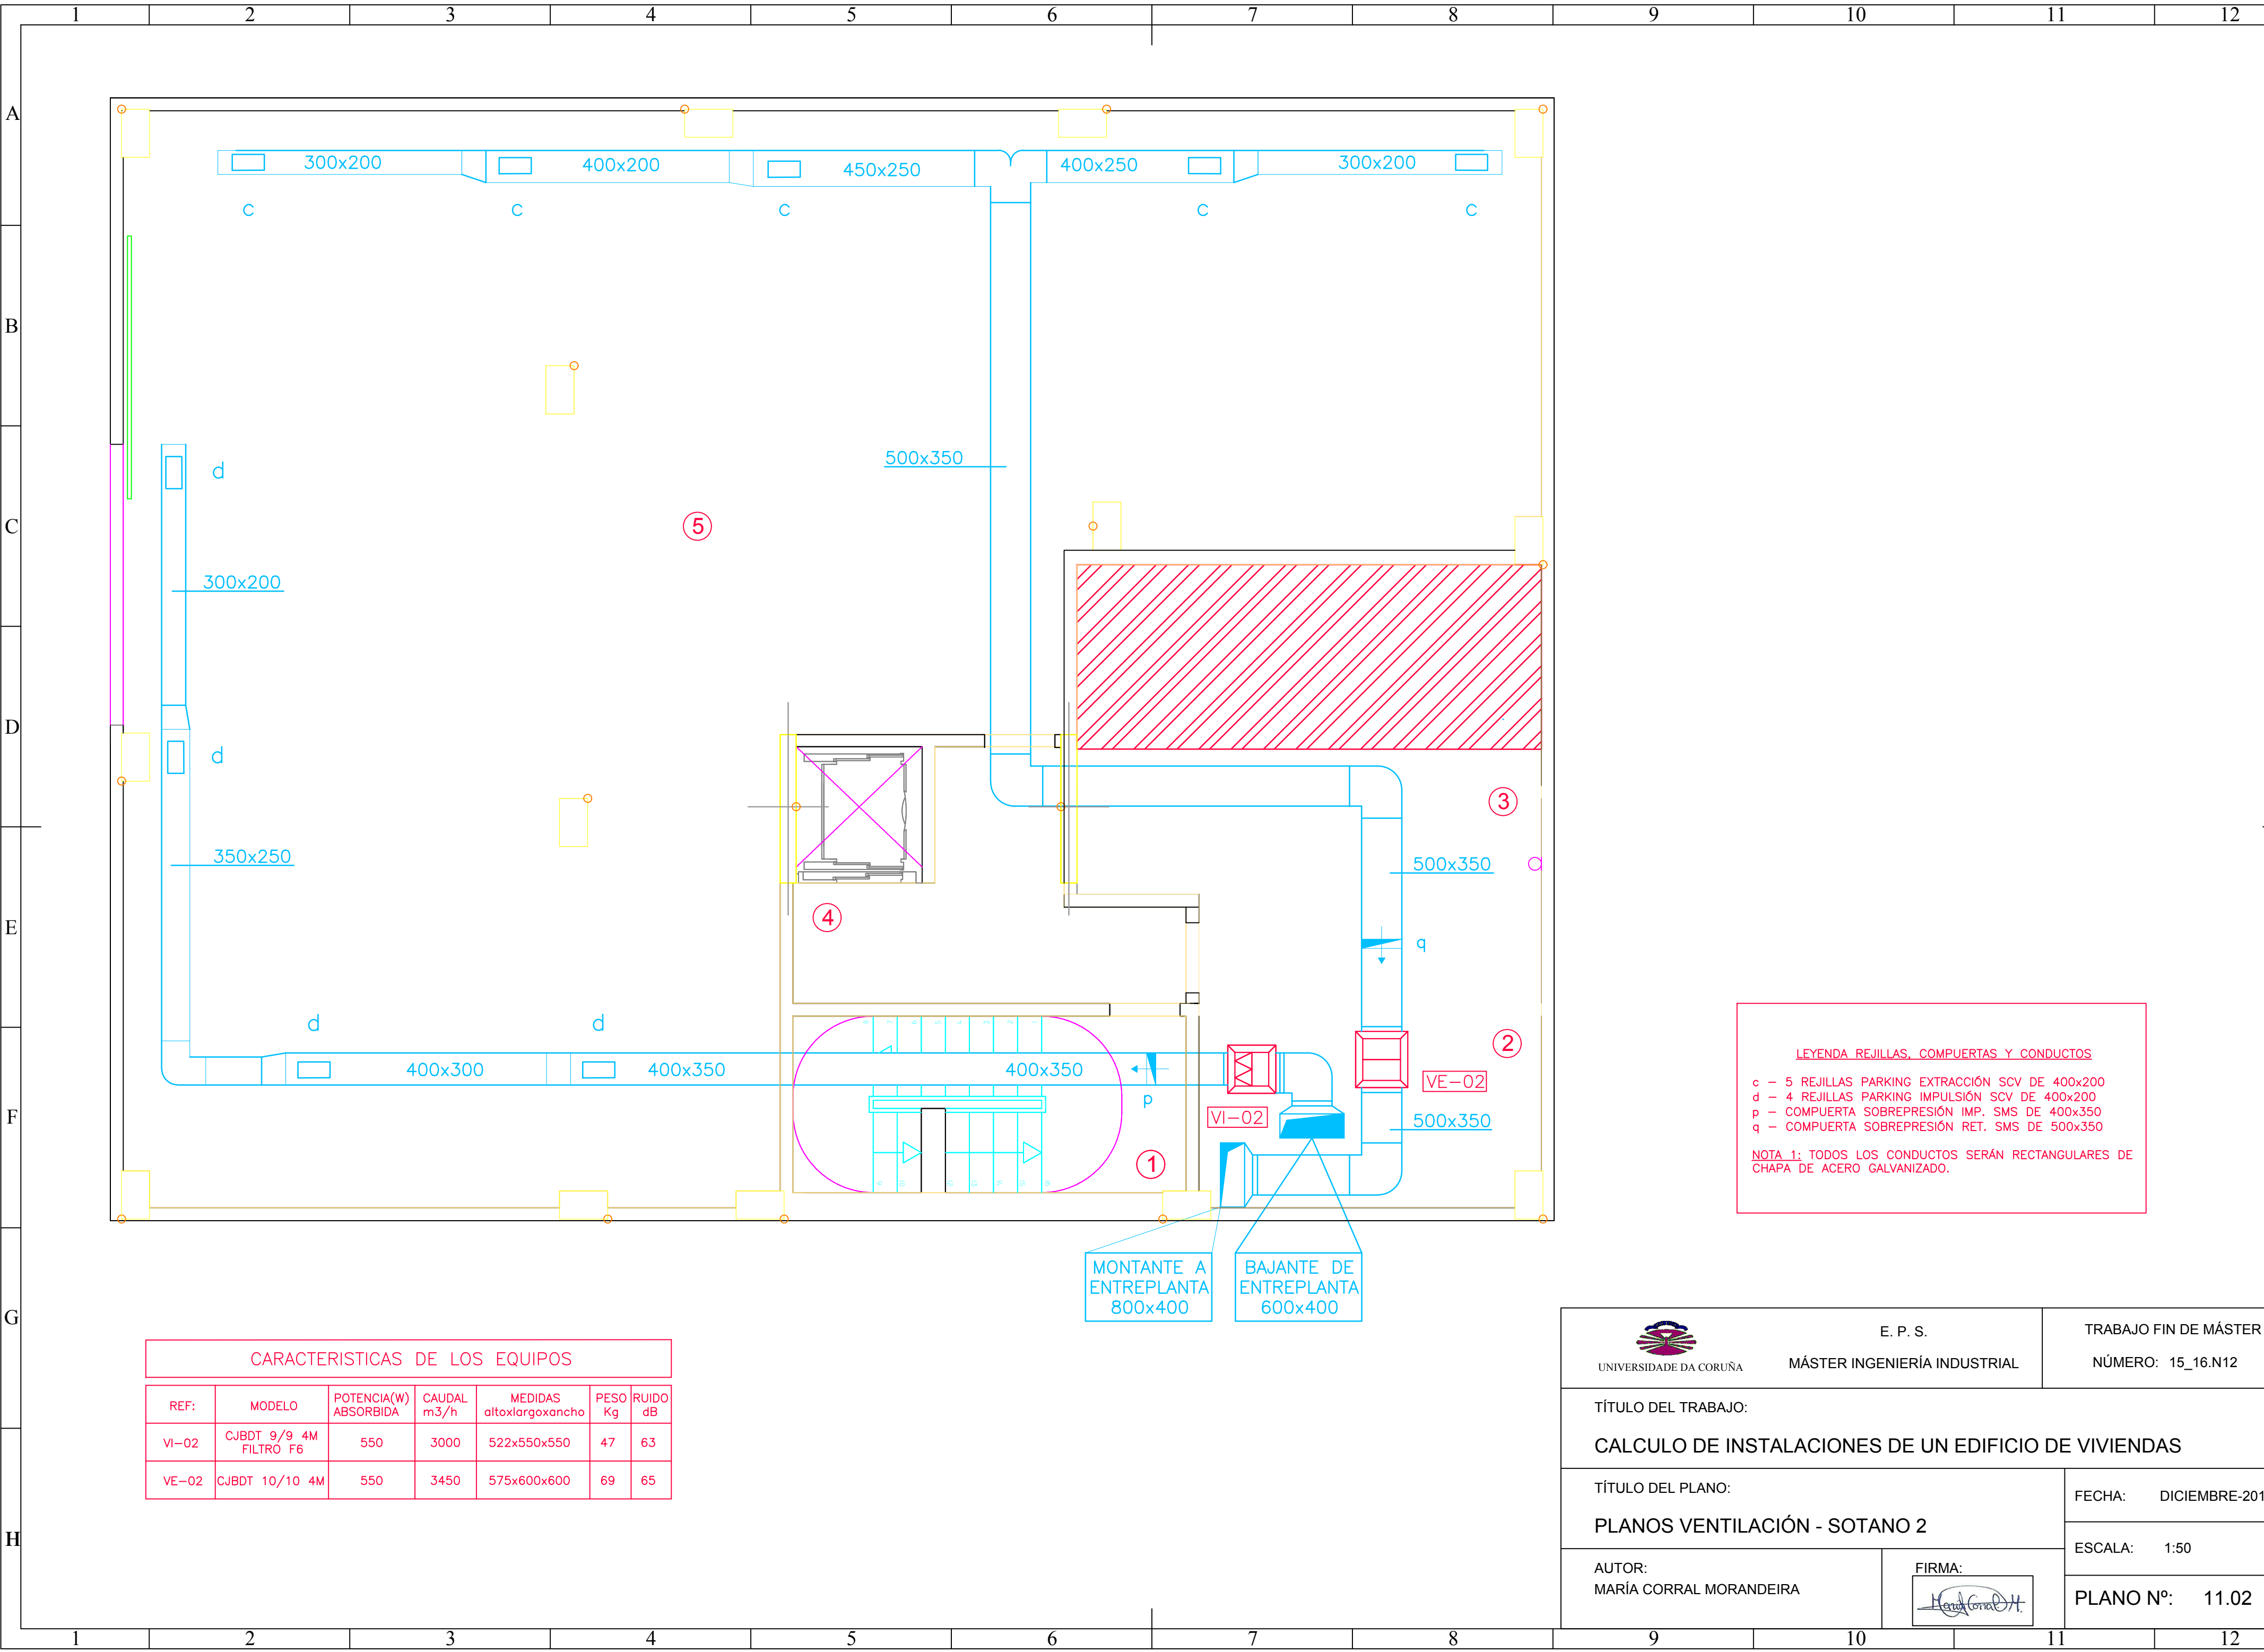 1 2 3 4 5 6 7 8 9 10 11 12
A
B
C
D
E
F
G
H
300x200
400x200
450x250
400x250
300x200
c c c c c
d
500x350
5
300x200
d
3
350x250
500x350
4
q
d d
2
400x300
400x350
400x350
p
VE-02
VI-02
500x350
1
MONTANTE A
ENTREPLANTA
800x400
BAJANTE DE
ENTREPLANTA
600x400
LEYENDA REJILLAS, COMPUERTAS Y CONDUCTOS
c – 5 REJILLAS PARKING EXTRACCIÓN SCV DE 400x200
d – 4 REJILLAS PARKING IMPULSIÓN SCV DE 400x200
p – COMPUERTA SOBREPRESIÓN IMP. SMS DE 400x350
q – COMPUERTA SOBREPRESIÓN RET. SMS DE 500x350
NOTA 1: TODOS LOS CONDUCTOS SERÁN RECTANGULARES DE
CHAPA DE ACERO GALVANIZADO.
CARACTERISTICAS DE LOS EQUIPOS
REF: MODELO POTENCIA(W) ABSORBIDA CAUDAL m3/h MEDIDAS altoxlargoxancho PESO Kg RUIDO dB
VI-02 CJBDT 9/9 4M FILTRO F6 550 3000 522x550x550 47 63
VE-02 CJBDT 10/10 4M 550 3450 575x600x600 69 65
UNIVERSIDADE DA CORUÑA
E. P. S.
MÁSTER INGENIERÍA INDUSTRIAL
TRABAJO FIN DE MÁSTER
NÚMERO: 15_16.N12
TÍTULO DEL TRABAJO:
CALCULO DE INSTALACIONES DE UN EDIFICIO DE VIVIENDAS
TÍTULO DEL PLANO:
PLANOS VENTILACIÓN - SOTANO 2
FECHA: DICIEMBRE-201
ESCALA: 1:50
AUTOR:
MARÍA CORRAL MORANDEIRA
FIRMA:
María Corral M.
PLANO Nº: 11.02
1 2 3 4 5 6 7 8 9 10 11 12